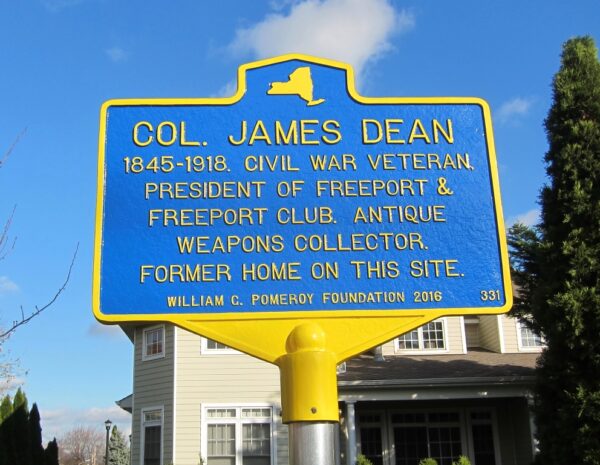 COL. JAMES DEAN
1845-1918. CIVIL WAR VETERAN,
PRESIDENT OF FREEPORT &
FREEPORT CLUB. ANTIQUE
WEAPONS COLLECTOR.
FORMER HOME ON THIS SITE.
WILLIAM G. POMEROY FOUNDATION 2016 331